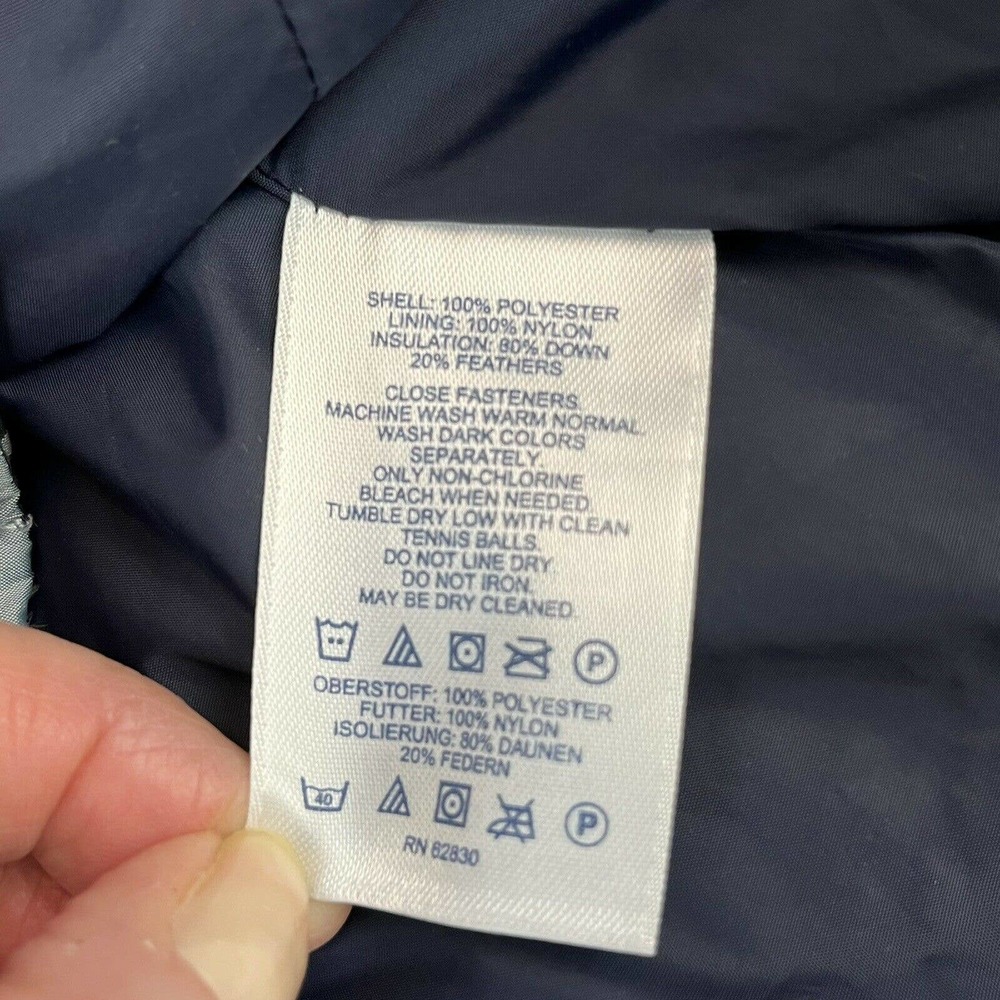 SHELL: 100% POLYESTER
LINING: 100% NYLON
INSULATION: 80% DOWN
20% FEATHERS
CLOSE FASTENERS.
MACHINE WASH WARM NORMAL.
WASH DARK COLORS
SEPARATELY.
ONLY NON-CHLORINE
BLEACH WHEN NEEDED.
TUMBLE DRY LOW WITH CLEAN
TENNIS BALLS.
DO NOT LINE DRY.
DO NOT IRON.
MAY BE DRY CLEANED.
P
OBERSTOFF: 100% POLYESTER
FUTTER: 100% NYLON
ISOLIERUNG: 80% DAUNEN
20% FEDERN
40 P
RN 62830